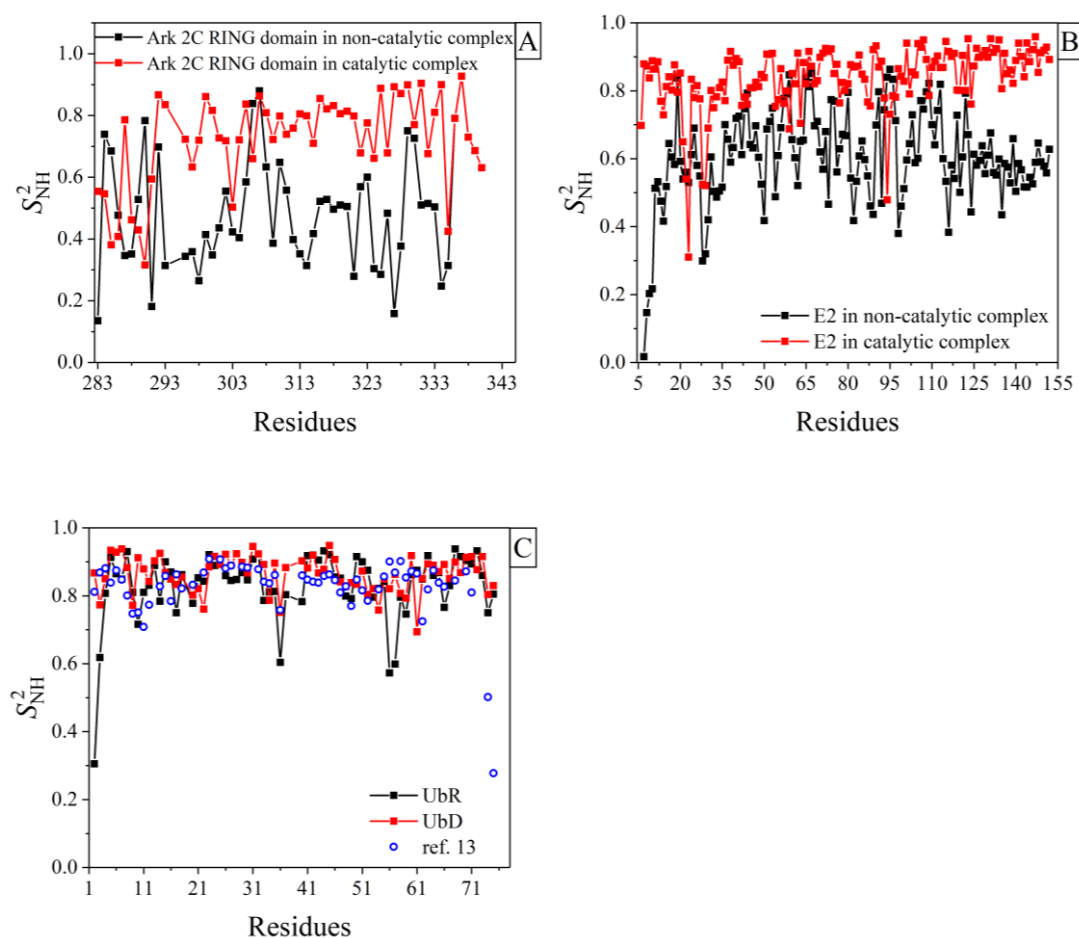 A
Ark 2C RING domain in non-catalytic complex
Ark 2C RING domain in catalytic complex
1.0
0.8
0.6
0.4
0.2
0.0
S²NH
283 293 303 313 323 333 343
Residues
B
1.0
0.8
0.6
0.4
0.2
0.0
S²NH
E2 in non-catalytic complex
E2 in catalytic complex
5 20 35 50 65 80 95 110 125 140 155
Residues
C
1.0
0.8
0.6
0.4
0.2
0.0
S²NH
UbR
UbD
ref. 13
1 11 21 31 41 51 61 71
Residues